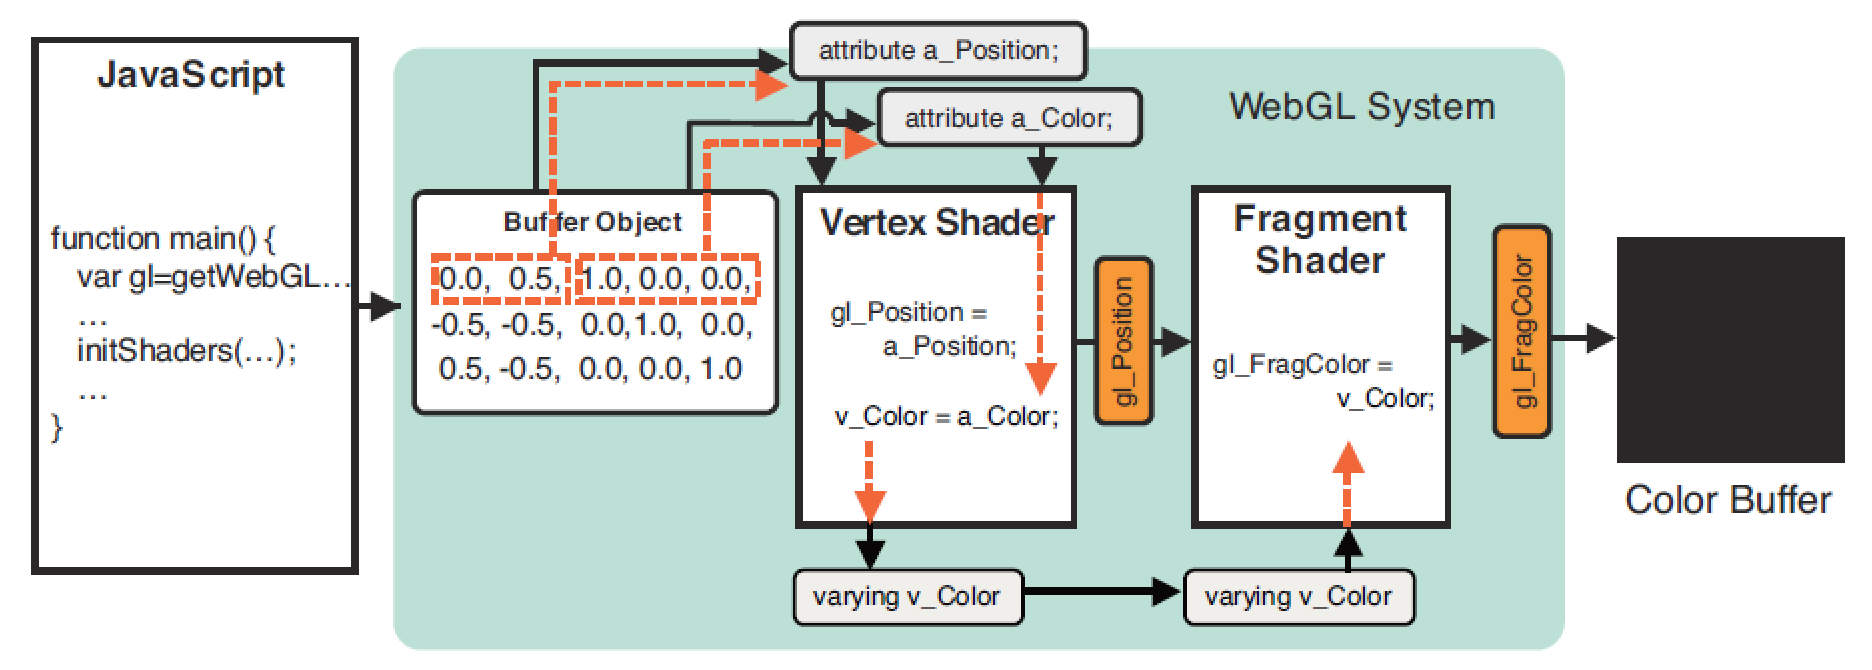 JavaScript
function main() {
var gl=getWebGL…
…
initShaders(…);
…
}
attribute a_Position;
attribute a_Color;
WebGL System
Buffer Object
0.0, 0.5, 1.0, 0.0, 0.0,
-0.5, -0.5, 0.0,1.0, 0.0,
0.5, -0.5, 0.0, 0.0, 1.0
Vertex Shader
gl_Position =
a_Position;
v_Color = a_Color;
gl_Position
Fragment
Shader
gl_FragColor =
v_Color;
gl_FragColor
varying v_Color
varying v_Color
Color Buffer